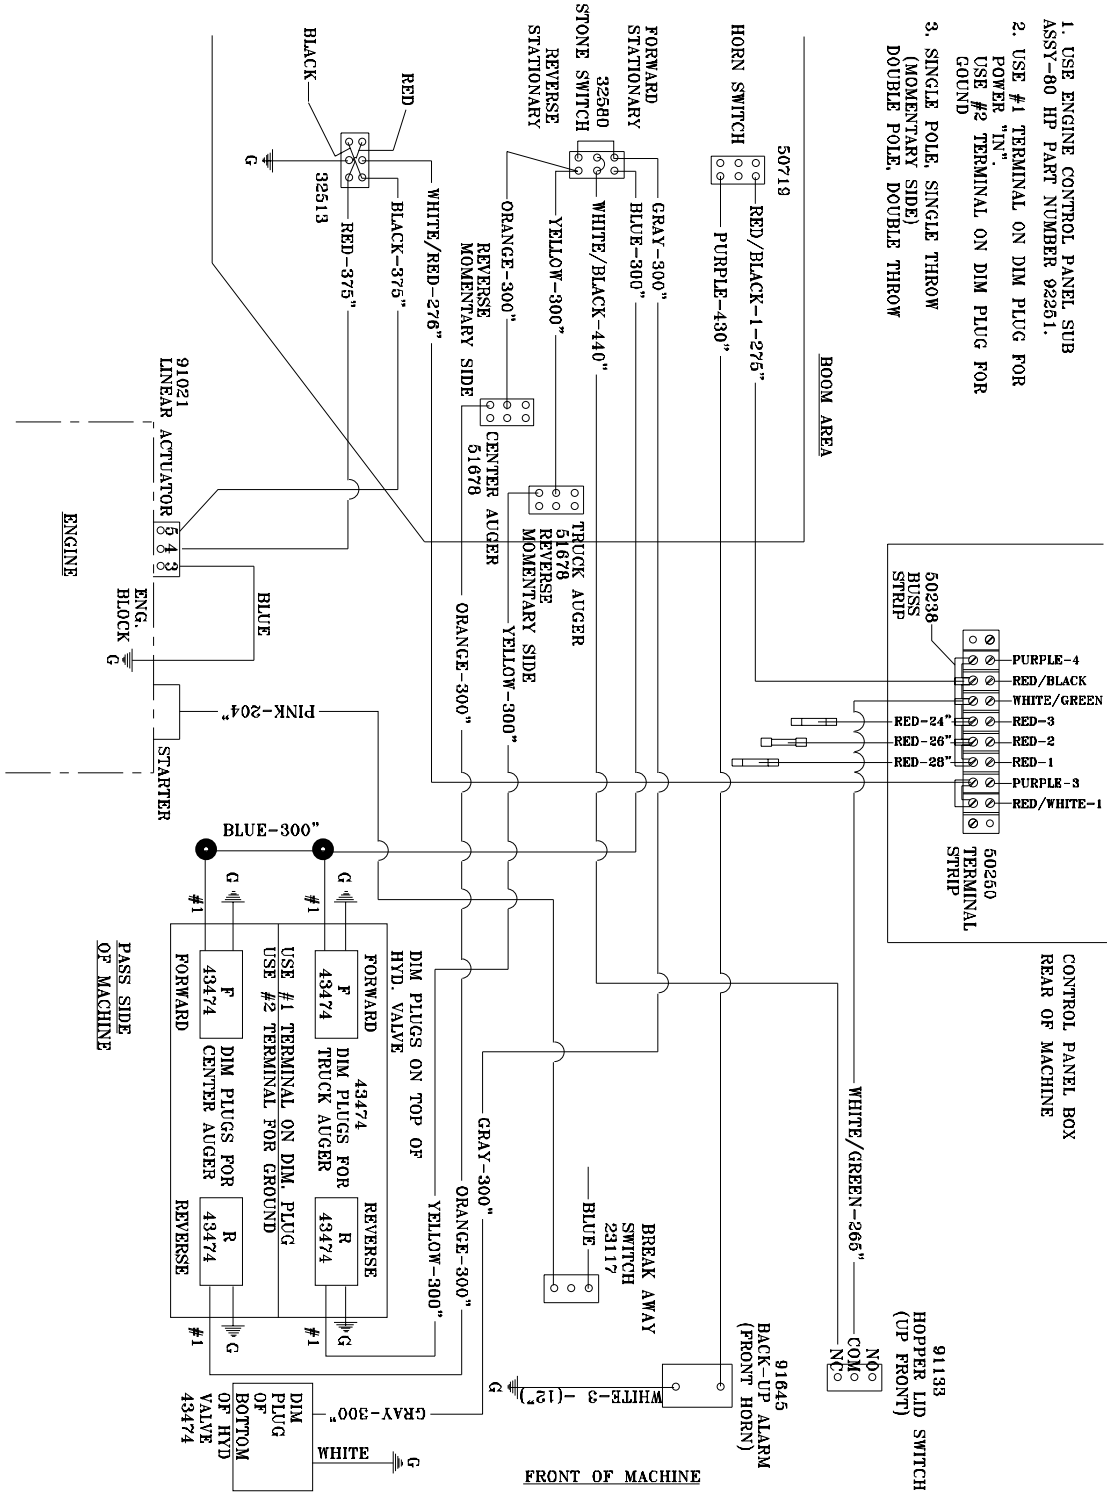 1. USE ENGINE CONTROL PANEL SUB
ASSY-80 HP PART NUMBER 92251.
2. USE #1 TERMINAL ON DIM PLUG FOR
POWER "IN".
USE #2 TERMINAL ON DIM PLUG FOR
GOUND
3. SINGLE POLE, SINGLE THROW
(MOMENTARY SIDE)
DOUBLE POLE, DOUBLE THROW
CONTROL PANEL BOX
REAR OF MACHINE
50250
TERMINAL
STRIP
50238
BUSS
STRIP
PURPLE-4
RED/BLACK
WHITE/GREEN
RED-3
RED-2
RED-1
PURPLE-3
RED/WHITE-1
RED-24"
RED-26"
RED-28"
BOOM AREA
HORN SWITCH
50719
RED/BLACK-1-275"
PURPLE-430"
FORWARD
STATIONARY
32580
STONE SWITCH
REVERSE
STATIONARY
GRAY-300"
BLUE-300"
WHITE/BLACK-440"
YELLOW-300"
ORANGE-300"
REVERSE
MOMENTARY SIDE
CENTER AUGER
51678
TRUCK AUGER
51678
REVERSE
MOMENTARY SIDE
YELLOW-300"
ORANGE-300"
RED
BLACK
32513
G
WHITE/RED-276"
BLACK-375"
RED-375"
91021
LINEAR ACTUATOR
5
4
3
ENGINE
BLUE
ENG.
BLOCK
G
PINK-204"
STARTER
BLUE-300"
G
#1
G
#1
DIM PLUGS ON TOP OF
HYD. VALVE
FORWARD
F
43474
43474
DIM PLUGS FOR
TRUCK AUGER
REVERSE
R
43474
G
#1
USE #1 TERMINAL ON DIM. PLUG
USE #2 TERMINAL FOR GROUND
F
43474
FORWARD
DIM PLUGS FOR
CENTER AUGER
R
43474
REVERSE
G
#1
PASS SIDE
OF MACHINE
GRAY-300"
ORANGE-300"
YELLOW-300"
WHITE/GREEN-265"
BLUE
BREAK AWAY
SWITCH
23117
91133
HOPPER LID SWITCH
(UP FRONT)
NO
COM
NC
91645
BACK-UP ALARM
(FRONT HORN)
WHITE-3 -(12")
G
GRAY-300"
WHITE
G
DIM
PLUG
OF
BOTTOM
OF HYD
VALVE
43474
FRONT OF MACHINE